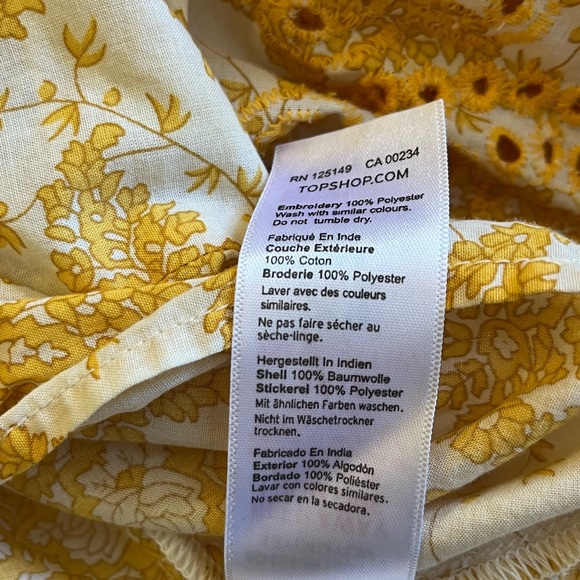 RN 125149 CA 00234
TOPSHOP.COM
Embroidery 100% Polyester
Wash with similar colours.
Do not tumble dry.
Fabriqué En Inde
Couche Extérieure
100% Coton
Broderie 100% Polyester
Laver avec des couleurs
similaires.
Ne pas faire sécher au
sèche-linge.
Hergestellt In Indien
Shell 100% Baumwolle
Stickerei 100% Polyester
Mit ähnlichen Farben waschen.
Nicht im Wäschetrockner
trocknen.
Fabricado En India
Exterior 100% Algodón
Bordado 100% Poliéster
Lavar con colores similares.
No secar en la secadora.